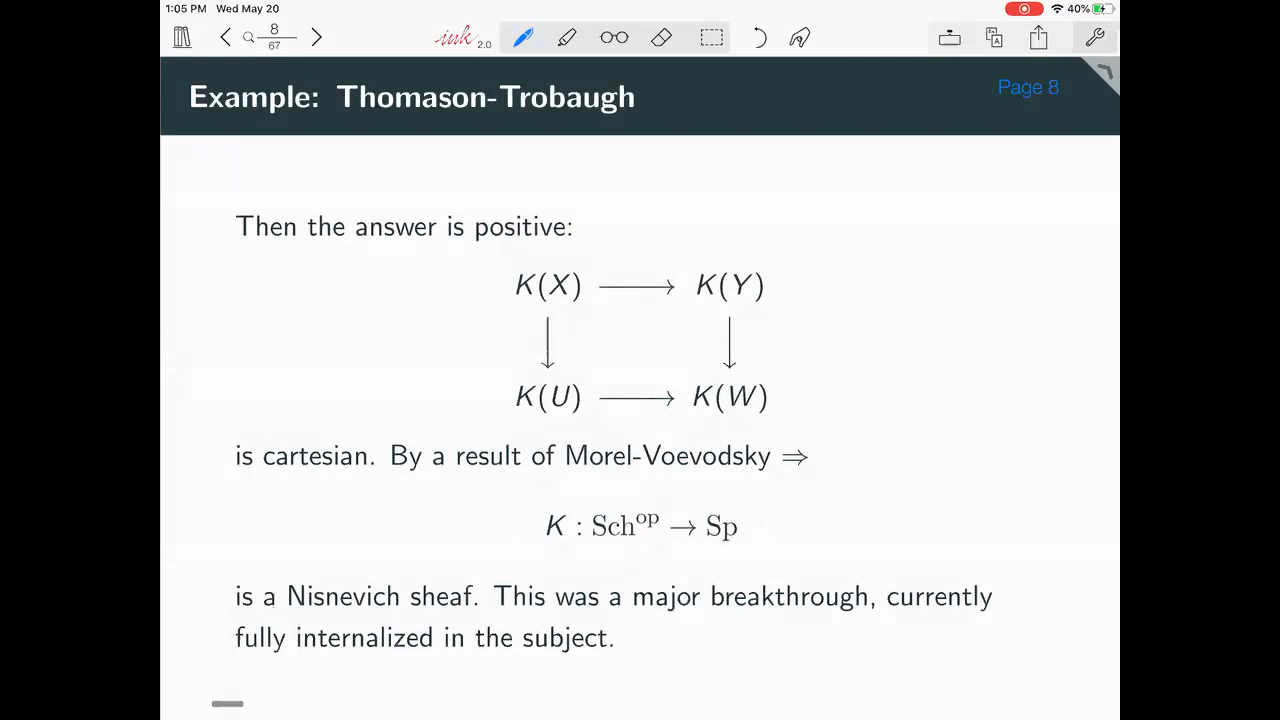 1:05 PM Wed May 20
40%
8
67
ink 2.0
Example: Thomason-Trobaugh
Page 8
Then the answer is positive:
K(X) ⟶ K(Y)
↓ ↓
K(U) ⟶ K(W)
is cartesian. By a result of Morel-Voevodsky ⇒
K : Sch^op → Sp
is a Nisnevich sheaf. This was a major breakthrough, currently
fully internalized in the subject.